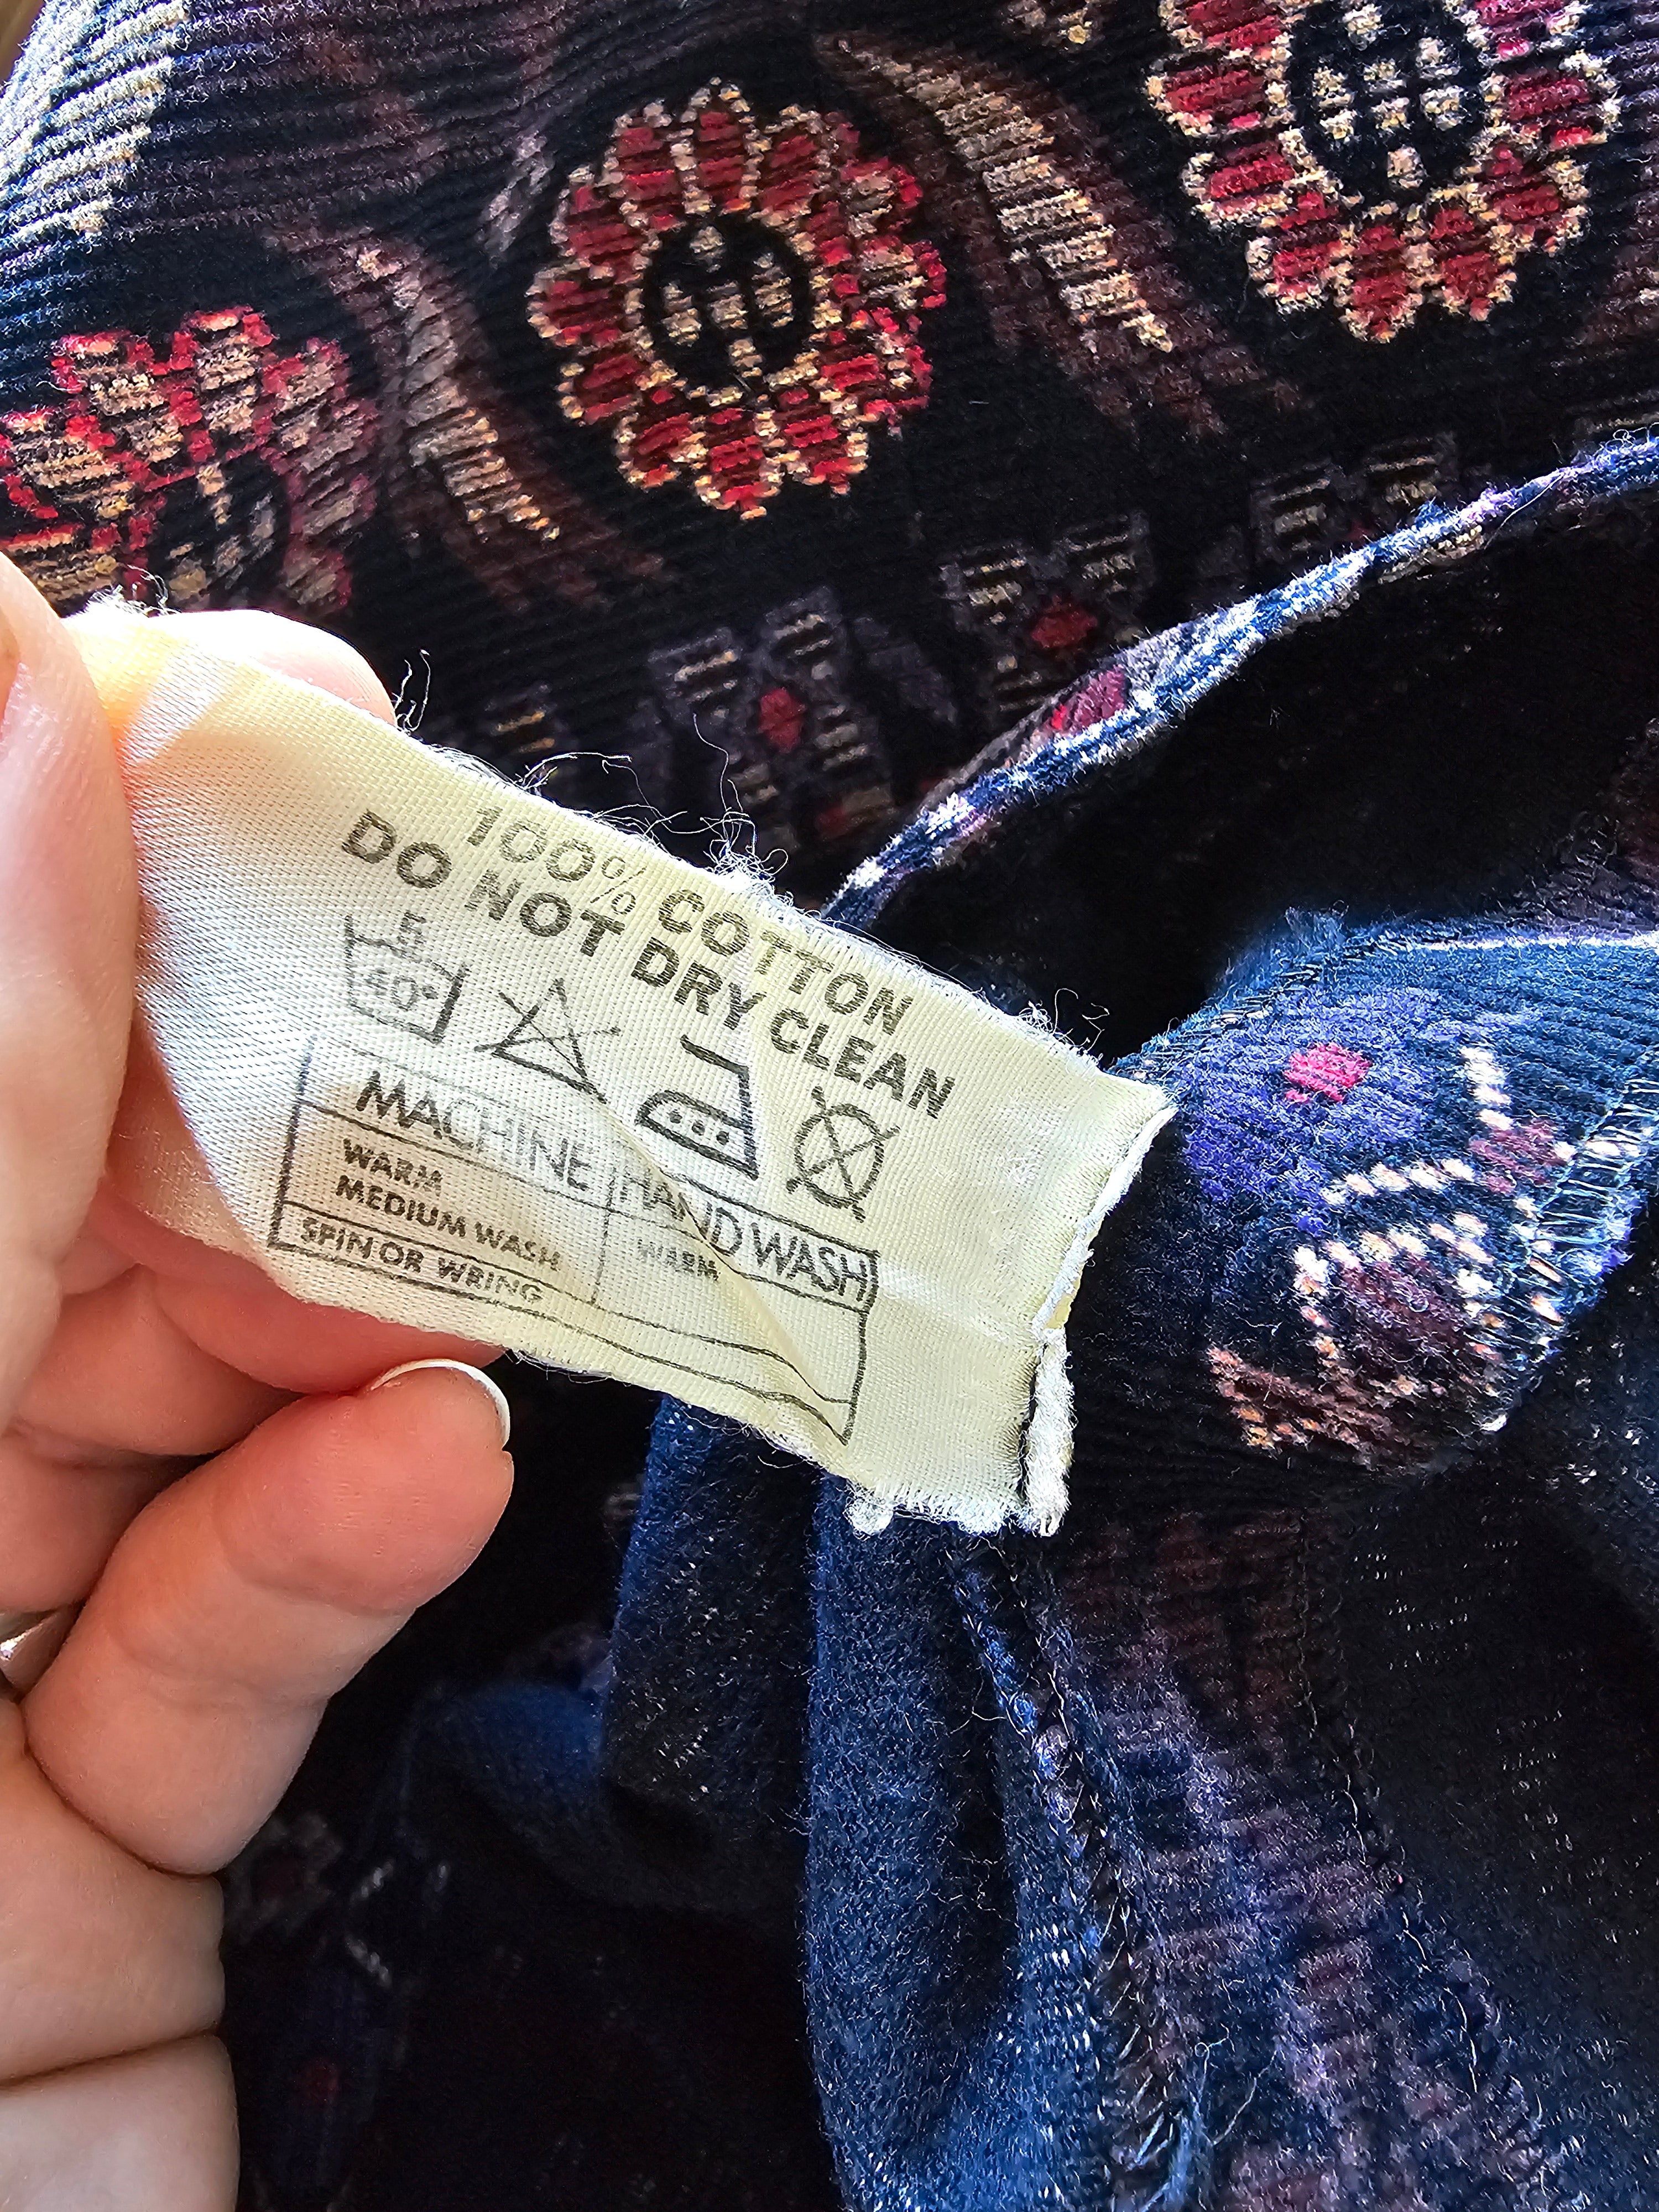 100% COTTON
DO NOT DRY CLEAN
5
40°
MACHINE HAND WASH
WARM
MEDIUM WASH WARM
SPIN OR WRING